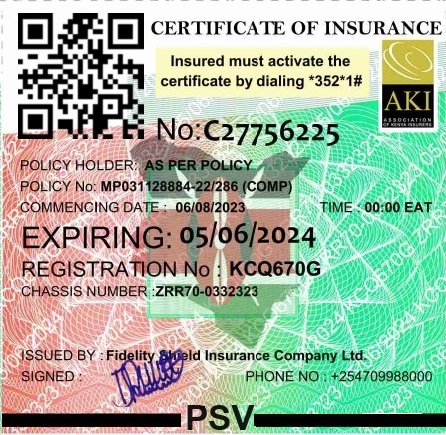 CERTIFICATE OF INSURANCE
Insured must activate the
certificate by dialing *352*1#
AKI
ASSOCIATION
OF KENYA INSURERS
No:C27756225
POLICY HOLDER: AS PER POLICY
POLICY No: MP031128884-22/286 (COMP)
COMMENCING DATE : 06/08/2023 TIME : 00:00 EAT
EXPIRING: 05/06/2024
REGISTRATION No : KCQ670G
CHASSIS NUMBER :ZRR70-0332323
ISSUED BY : Fidelity Shield Insurance Company Ltd.
SIGNED : PHONE NO : +254709988000
PSV